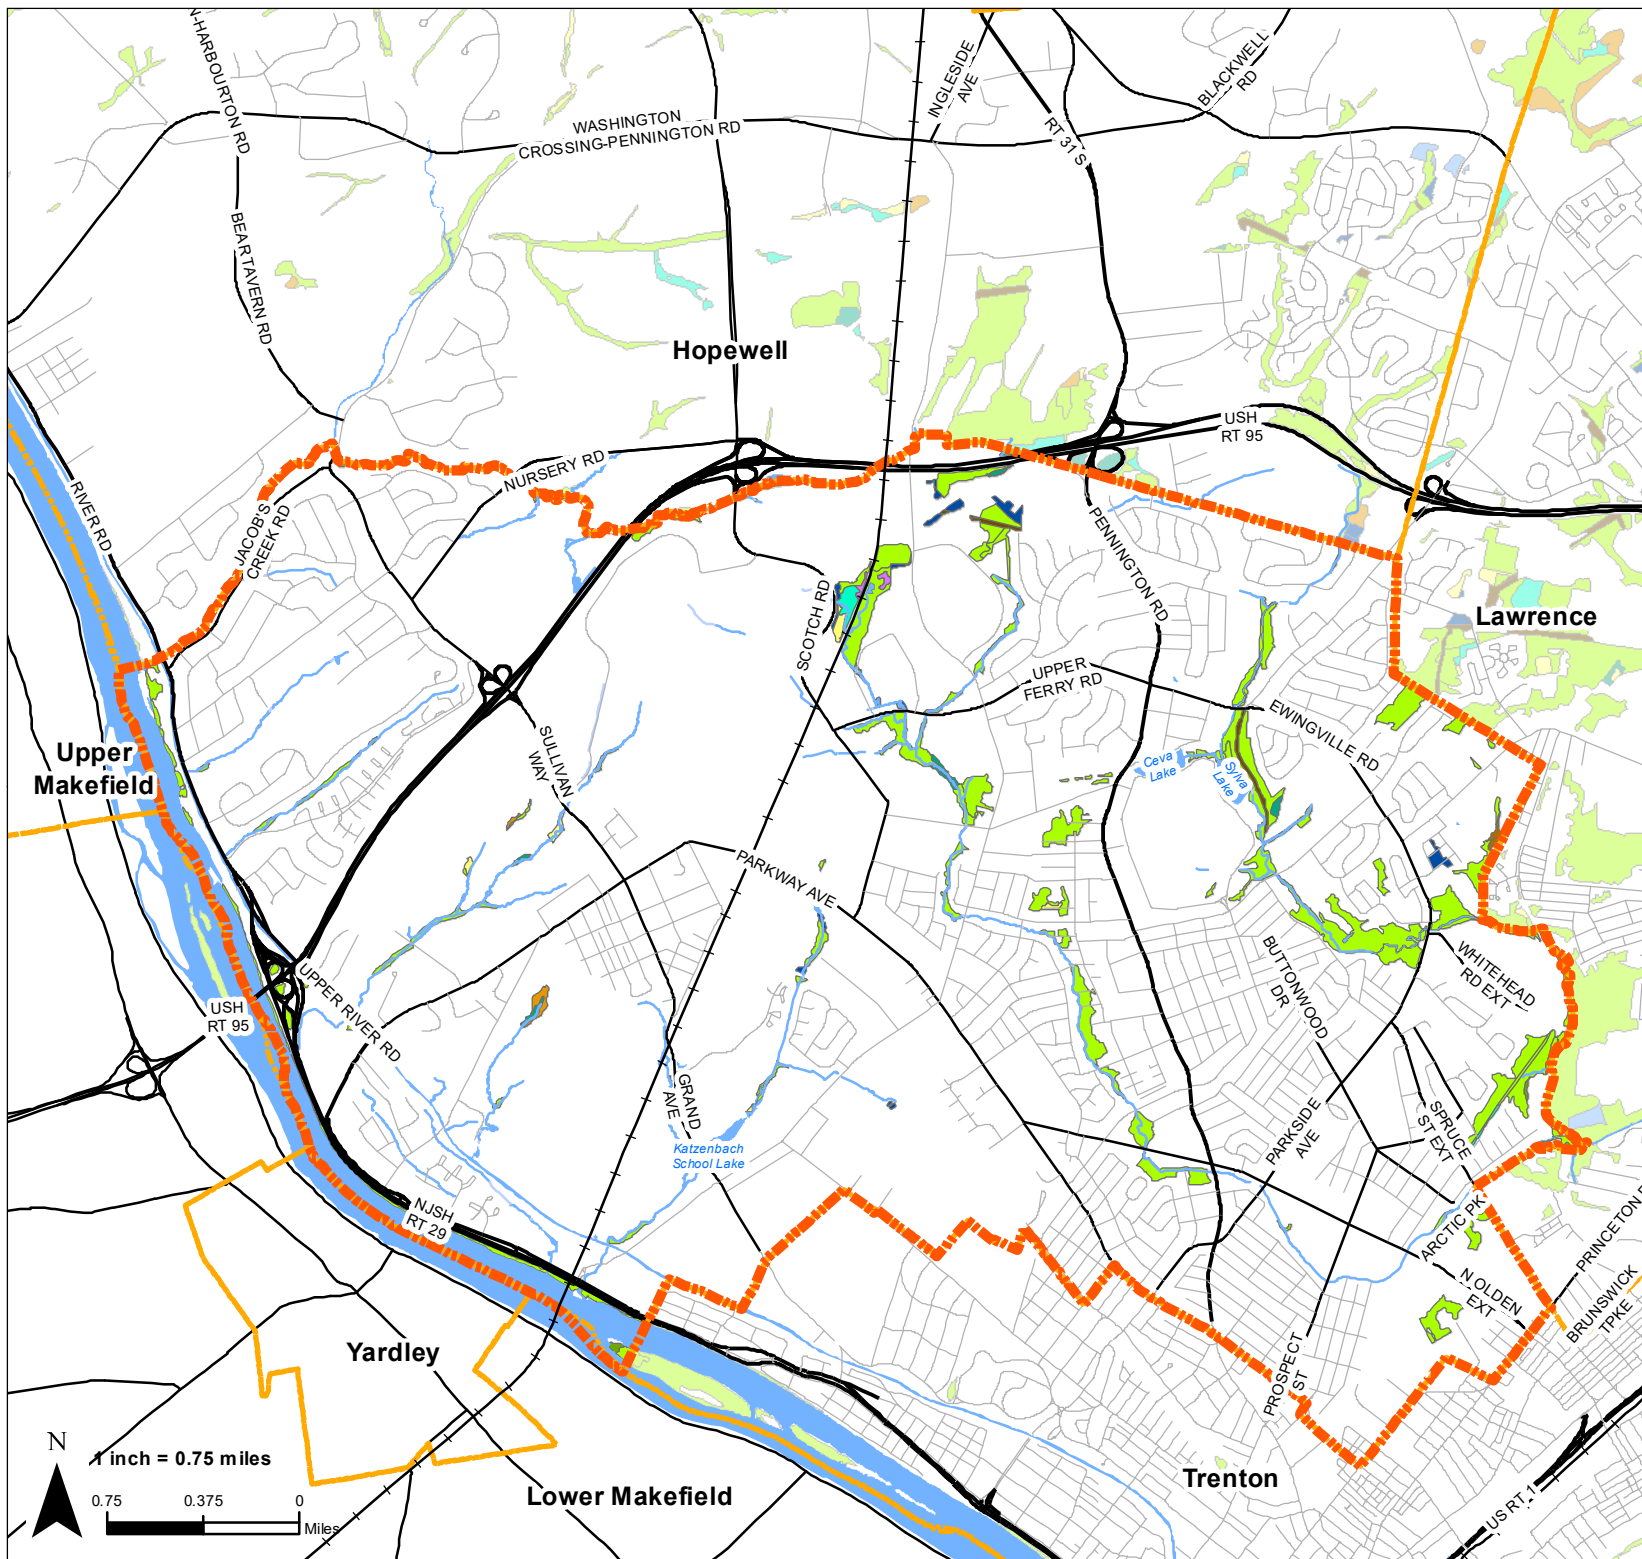 N-HARBOURTON RD
WASHINGTON
CROSSING-PENNINGTON RD
INGLESIDE
AVE
RT 31 S
BLACKWELL
RD
BEAR TAVERN RD
Hopewell
USH
RT 95
NURSERY RD
RIVER RD
JACOB'S
CREEK RD
PENNINGTON RD
SCOTCH RD
Lawrence
UPPER
FERRY RD
EWINGVILLE RD
Upper
Makefield
SULLIVAN
WAY
Ceva
Lake
Sylva
Lake
PARKWAY AVE
BUTTONWOOD
DR
WHITEHEAD
RD EXT
USH
RT 95
UPPER RIVER RD
GRAND
AVE
PARKSIDE
AVE
SPRUCE
ST EXT
Katzenbach
School Lake
NJSH
RT 29
ARCTIC PK
PRINCETON
N OLDEN
EXT
BRUNSWICK
TPKE
Yardley
PROSPECT
ST
Trenton
Lower Makefield
US RT 1
N
1 inch = 0.75 miles
0.75 0.375 0
Miles